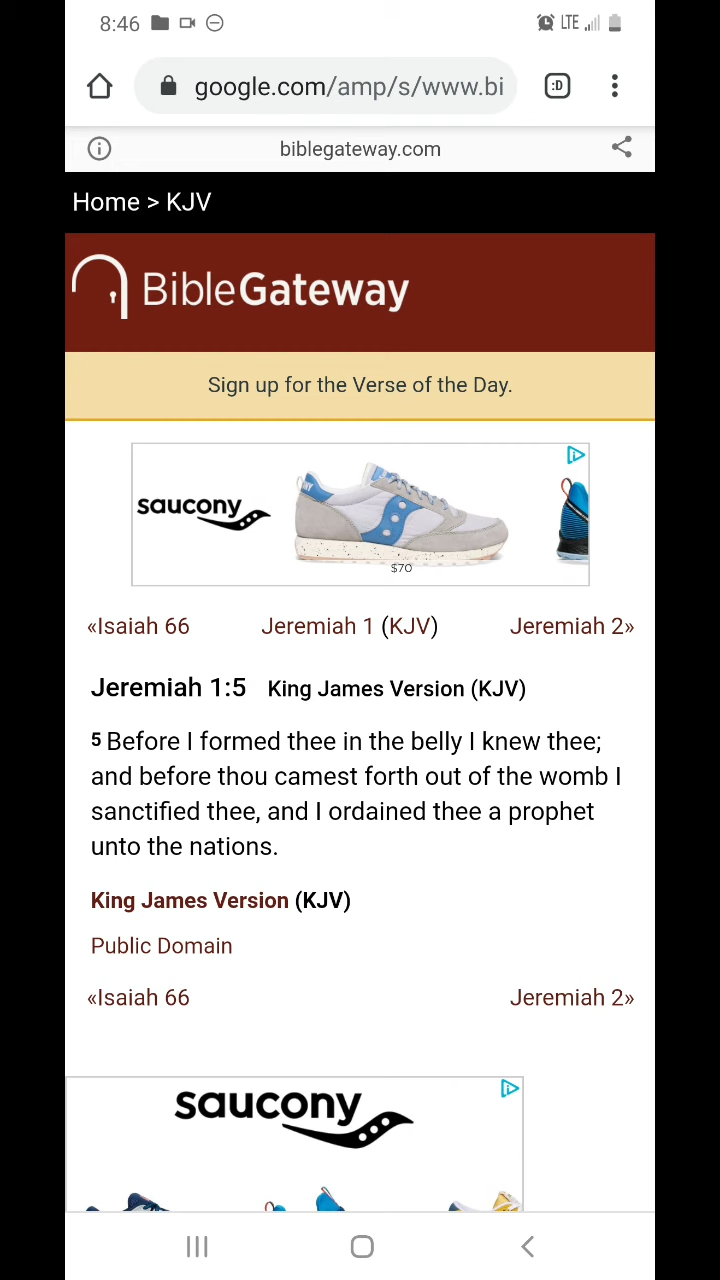 8:46 LTE
google.com/amp/s/www.bi :D
biblegateway.com
Home > KJV
BibleGateway
Sign up for the Verse of the Day.
saucony
$70
«Isaiah 66 Jeremiah 1 (KJV) Jeremiah 2»
Jeremiah 1:5 King James Version (KJV)
5 Before I formed thee in the belly I knew thee;
and before thou camest forth out of the womb I
sanctified thee, and I ordained thee a prophet
unto the nations.
King James Version (KJV)
Public Domain
«Isaiah 66 Jeremiah 2»
saucony